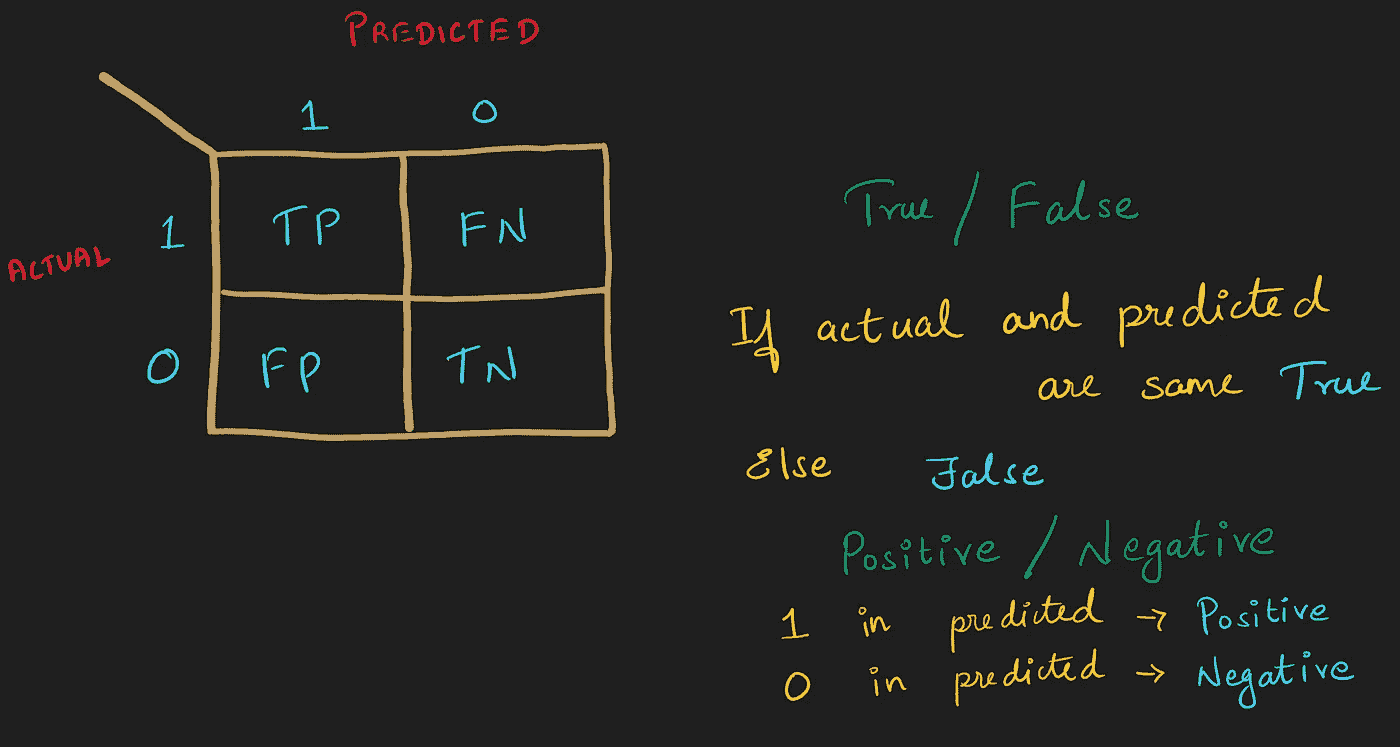 PREDICTED
1 0
ACTUAL 1 TP FN
0 FP TN
True / False
If actual and predicted
are same True
Else False
Positive / Negative
1 in predicted → Positive
0 in predicted → Negative